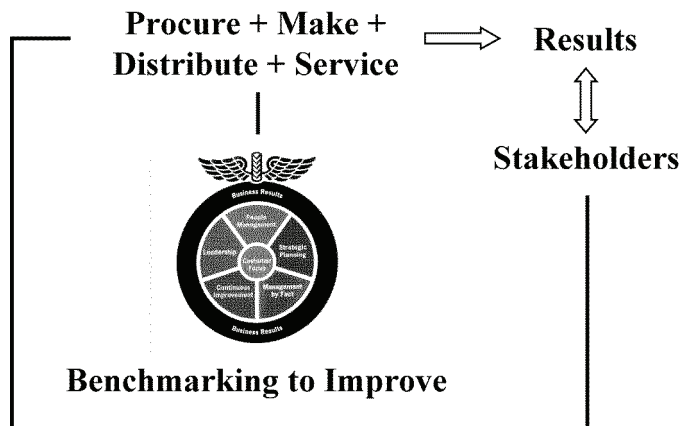 Procure + Make +
Distribute + Service
Results
Stakeholders
Business Results
People
Management
Leadership
Strategic
Planning
Customer
Focus
Continuous
Improvement
Management
by Fact
Business Results
Benchmarking to Improve